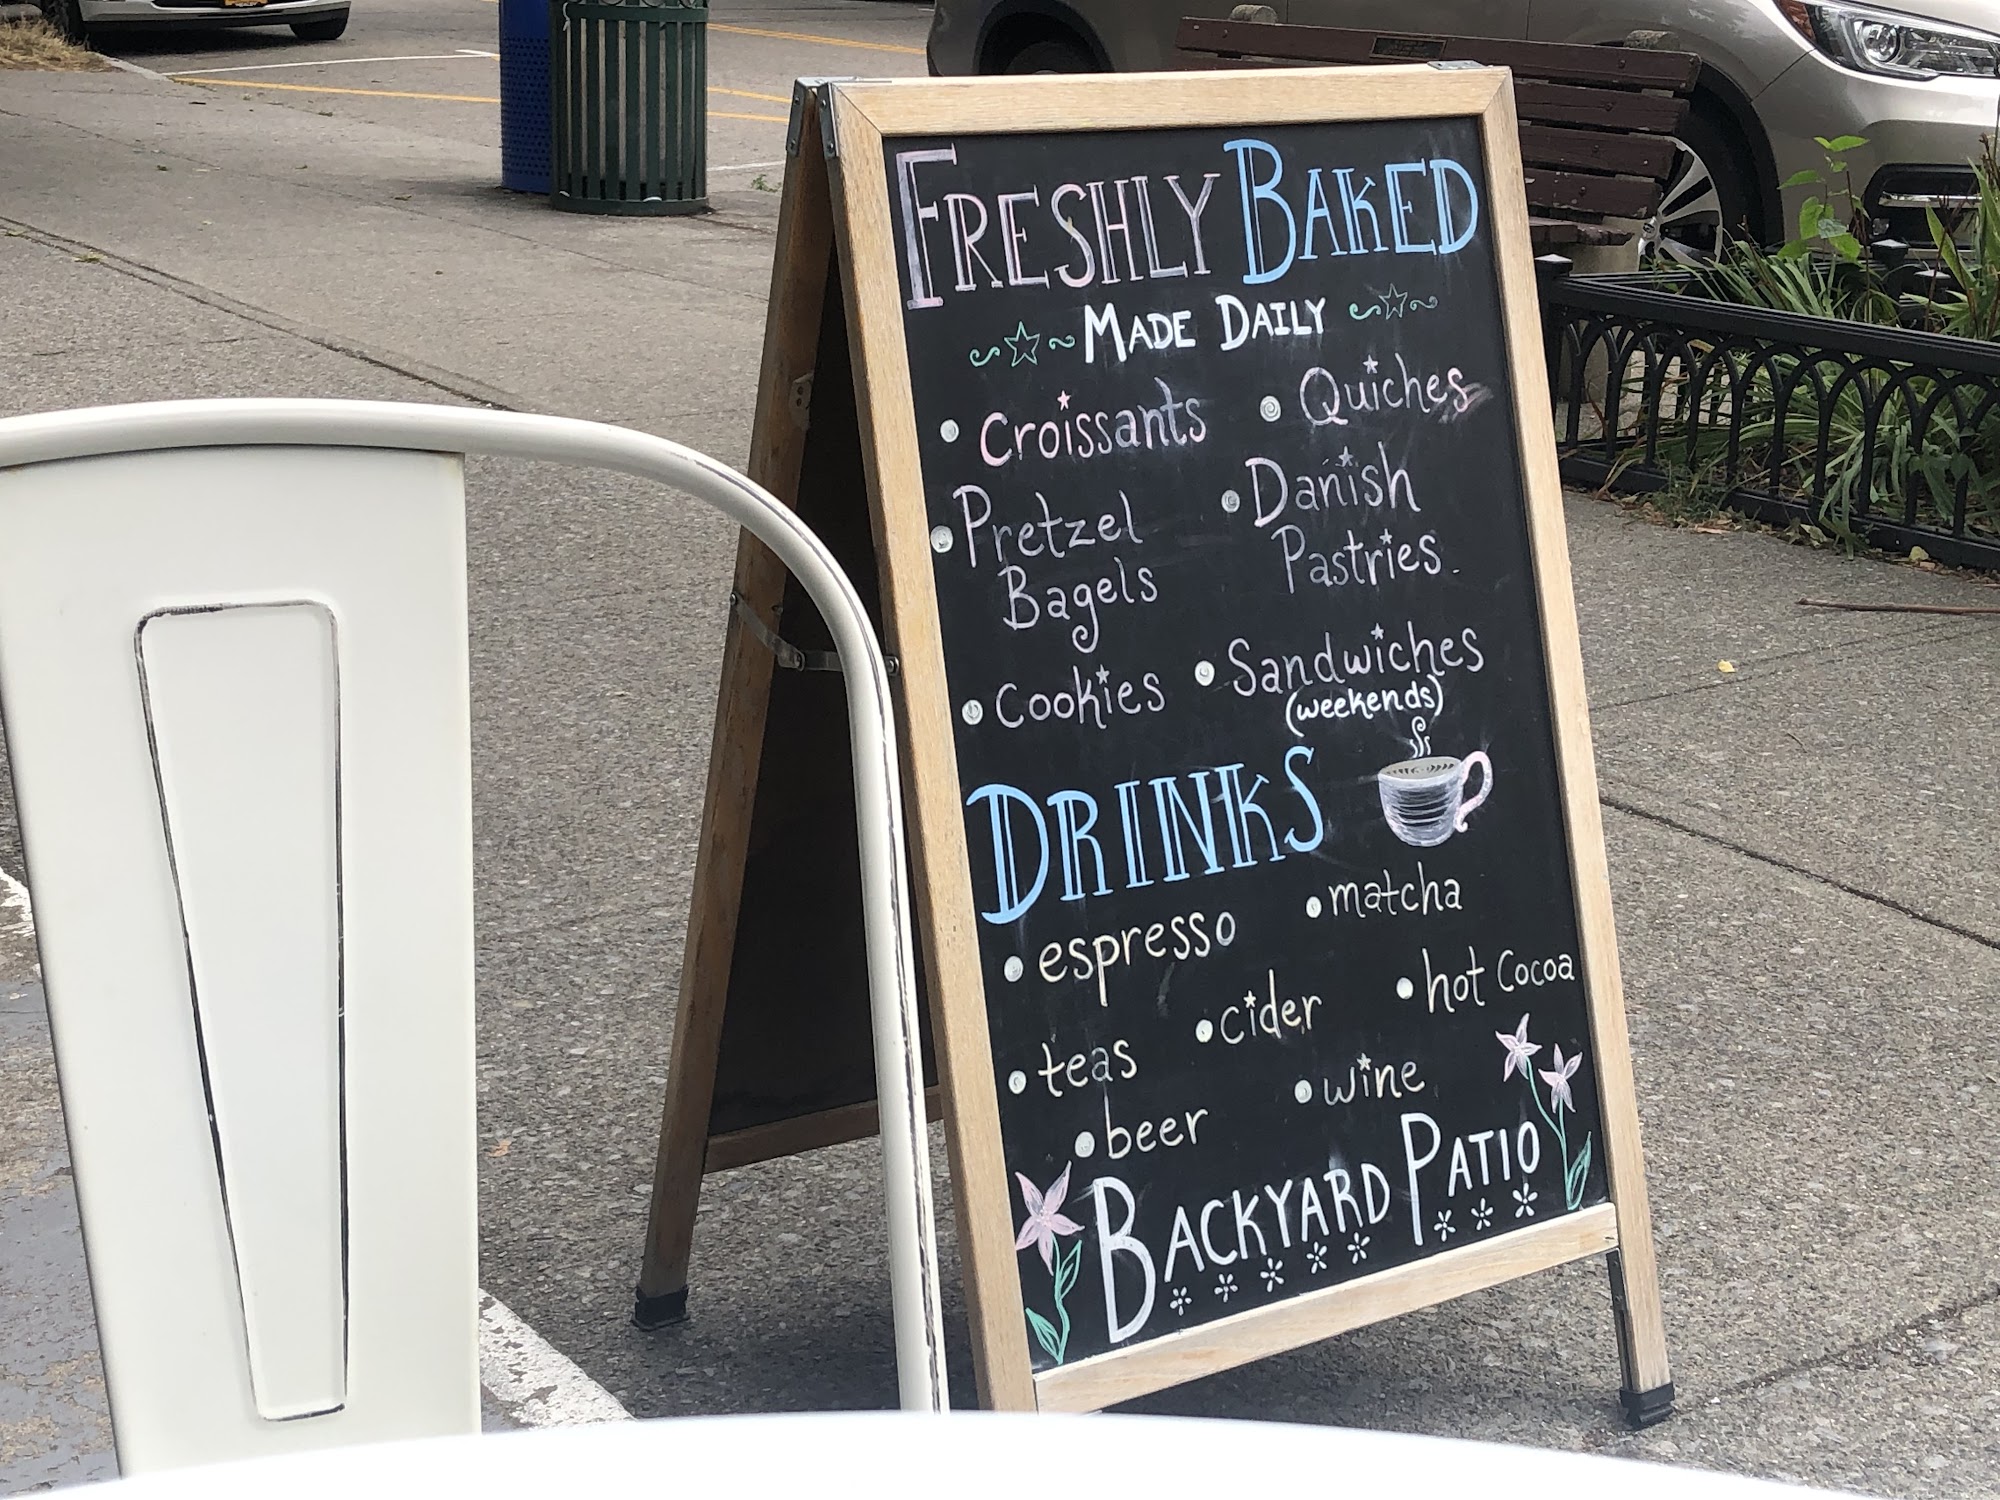 FRESHLY BAKED
MADE DAILY
Croissants
Quiches
Pretzel
Bagels
Danish
Pastries
Cookies
Sandwiches
(weekends)
DRINKS
espresso
matcha
cider
hot Cocoa
teas
wine
beer
BACKYARD PATIO